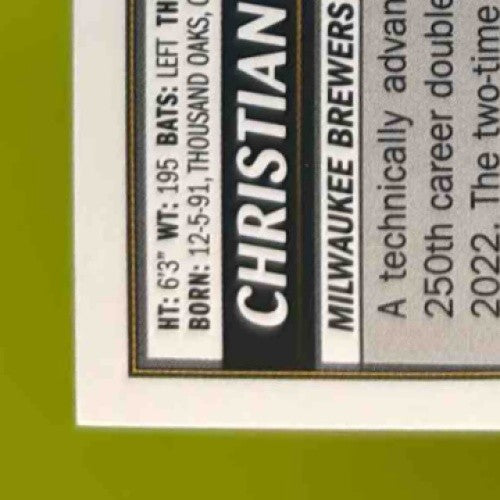 HT: 6'3" WT: 195 BATS: LEFT TH
BORN: 12-5-91, THOUSAND OAKS, C
CHRISTIAN
MILWAUKEE BREWERS
A technically advan
250th career double
2022. The two-time